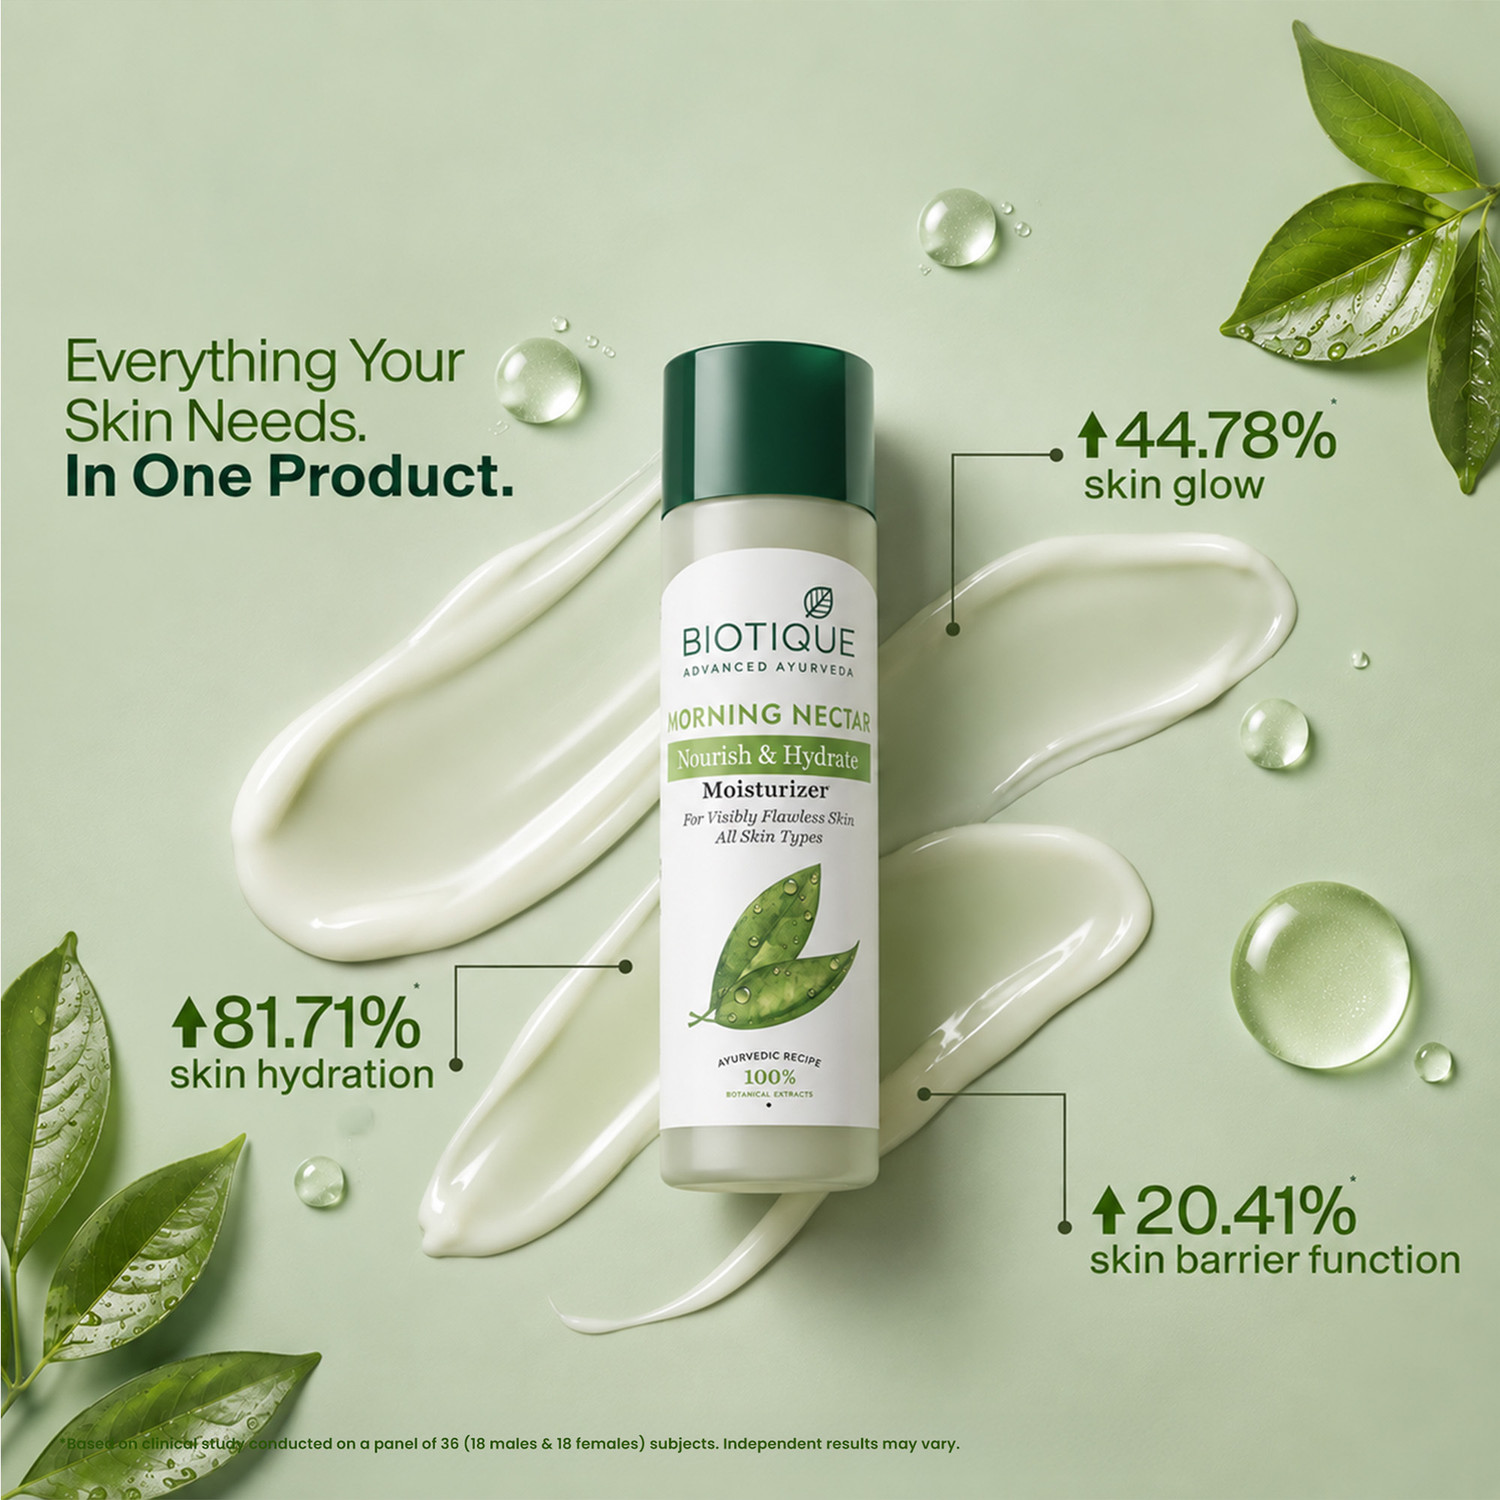 Everything Your
Skin Needs.
In One Product.
↑44.78%*
skin glow
BIOTIQUE
ADVANCED AYURVEDA
MORNING NECTAR
Nourish & Hydrate
Moisturizer
For Visibly Flawless Skin
All Skin Types
↑81.71%*
skin hydration
AYURVEDIC RECIPE
100%
BOTANICAL EXTRACTS
↑20.41%*
skin barrier function
*Based on clinical study conducted on a panel of 36 (18 males & 18 females) subjects. Independent results may vary.